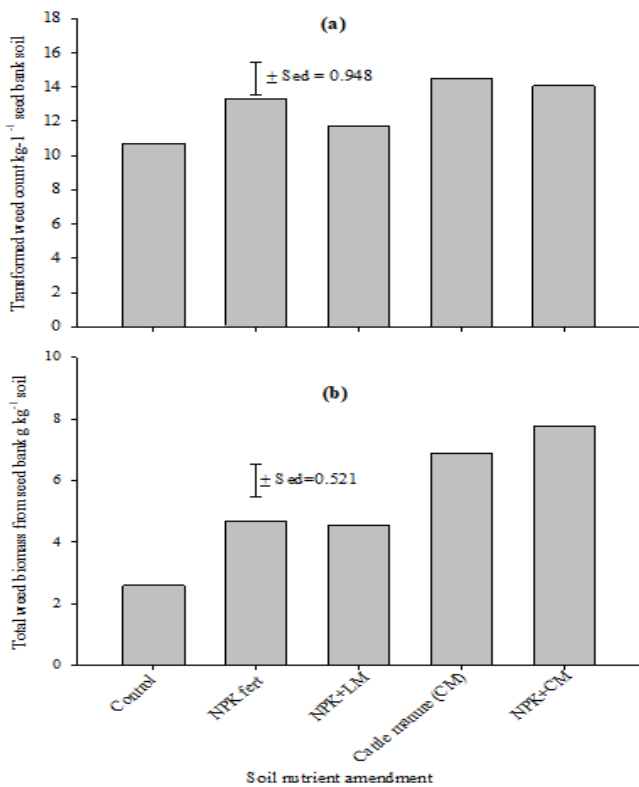 (a)
Transformed weed count kg-1 ⁻¹ seed bank soil
18
16
14
12
10
8
6
4
2
0
± Sed = 0.948
(b)
Total weed biomass from seed bank g kg⁻¹ soil
10
8
6
4
2
0
± Sed=0.521
Control
NPK fert
NPK+LM
Cattle manure (CM)
NPK+CM
Soil nutrient amendment